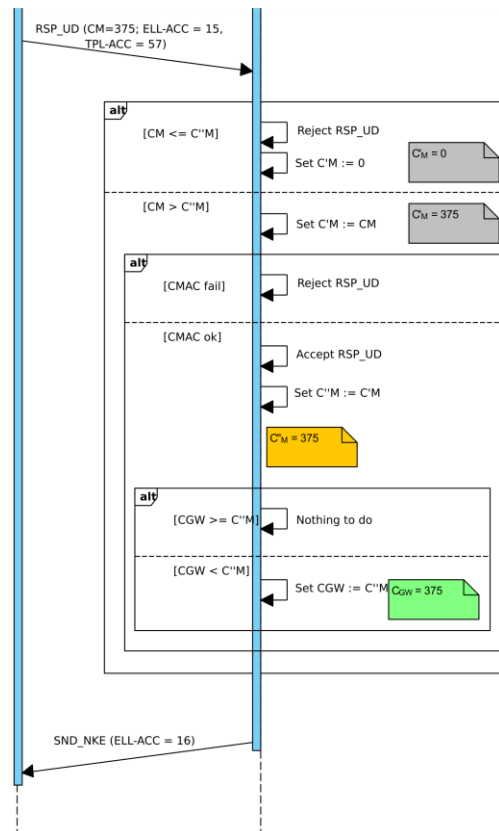 RSP_UD (CM=375; ELL-ACC = 15,
TPL-ACC = 57)
alt
[CM <= C''M]
Reject RSP_UD
Set C'M := 0
C'M = 0
[CM > C''M]
Set C'M := CM
C'M = 375
alt
[CMAC fail]
Reject RSP_UD
[CMAC ok]
Accept RSP_UD
Set C''M := C'M
C''M = 375
alt
[CGW >= C''M]
Nothing to do
[CGW < C''M]
Set CGW := C''M
CGW = 375
SND_NKE (ELL-ACC = 16)